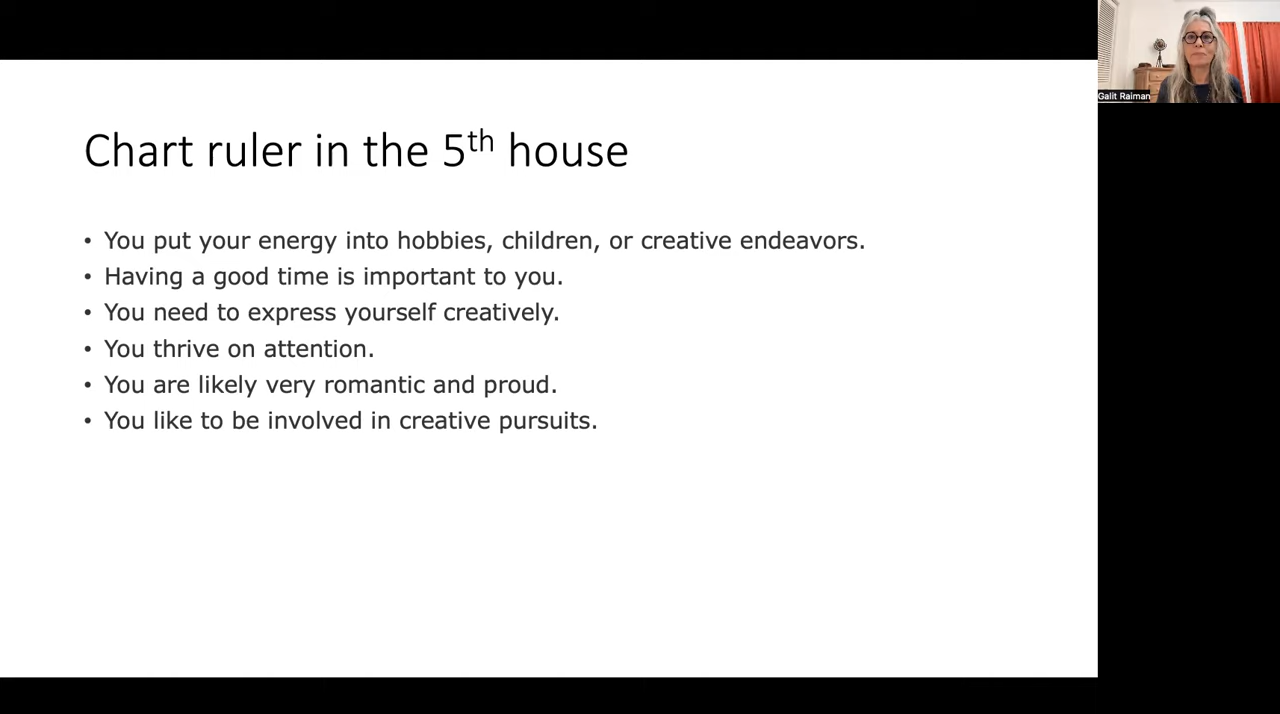 Galit Raiman
Chart ruler in the 5th house
• You put your energy into hobbies, children, or creative endeavors.
• Having a good time is important to you.
• You need to express yourself creatively.
• You thrive on attention.
• You are likely very romantic and proud.
• You like to be involved in creative pursuits.